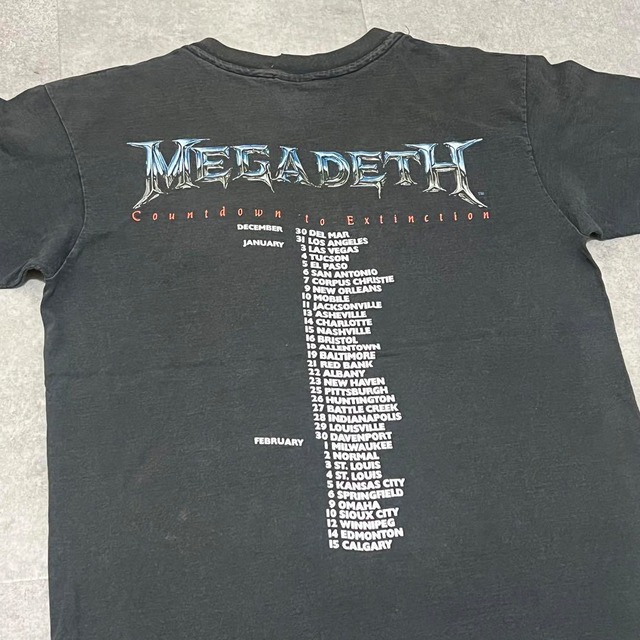 MEGADETH
TM
Countdown to Extinction
DECEMBER 30 DEL MAR
31 LOS ANGELES
JANUARY 3 LAS VEGAS
4 TUCSON
5 EL PASO
6 SAN ANTONIO
7 CORPUS CHRISTIE
9 NEW ORLEANS
10 MOBILE
11 JACKSONVILLE
13 ASHEVILLE
14 CHARLOTTE
15 NASHVILLE
16 BRISTOL
18 ALLENTOWN
19 BALTIMORE
21 RED BANK
22 ALBANY
23 NEW HAVEN
25 PITTSBURGH
26 HUNTINGTON
27 BATTLE CREEK
28 INDIANAPOLIS
29 LOUISVILLE
30 DAVENPORT
FEBRUARY 1 MILWAUKEE
2 NORMAL
3 ST. LOUIS
4 ST. LOUIS
5 KANSAS CITY
6 SPRINGFIELD
9 OMAHA
10 SIOUX CITY
12 WINNIPEG
14 EDMONTON
15 CALGARY